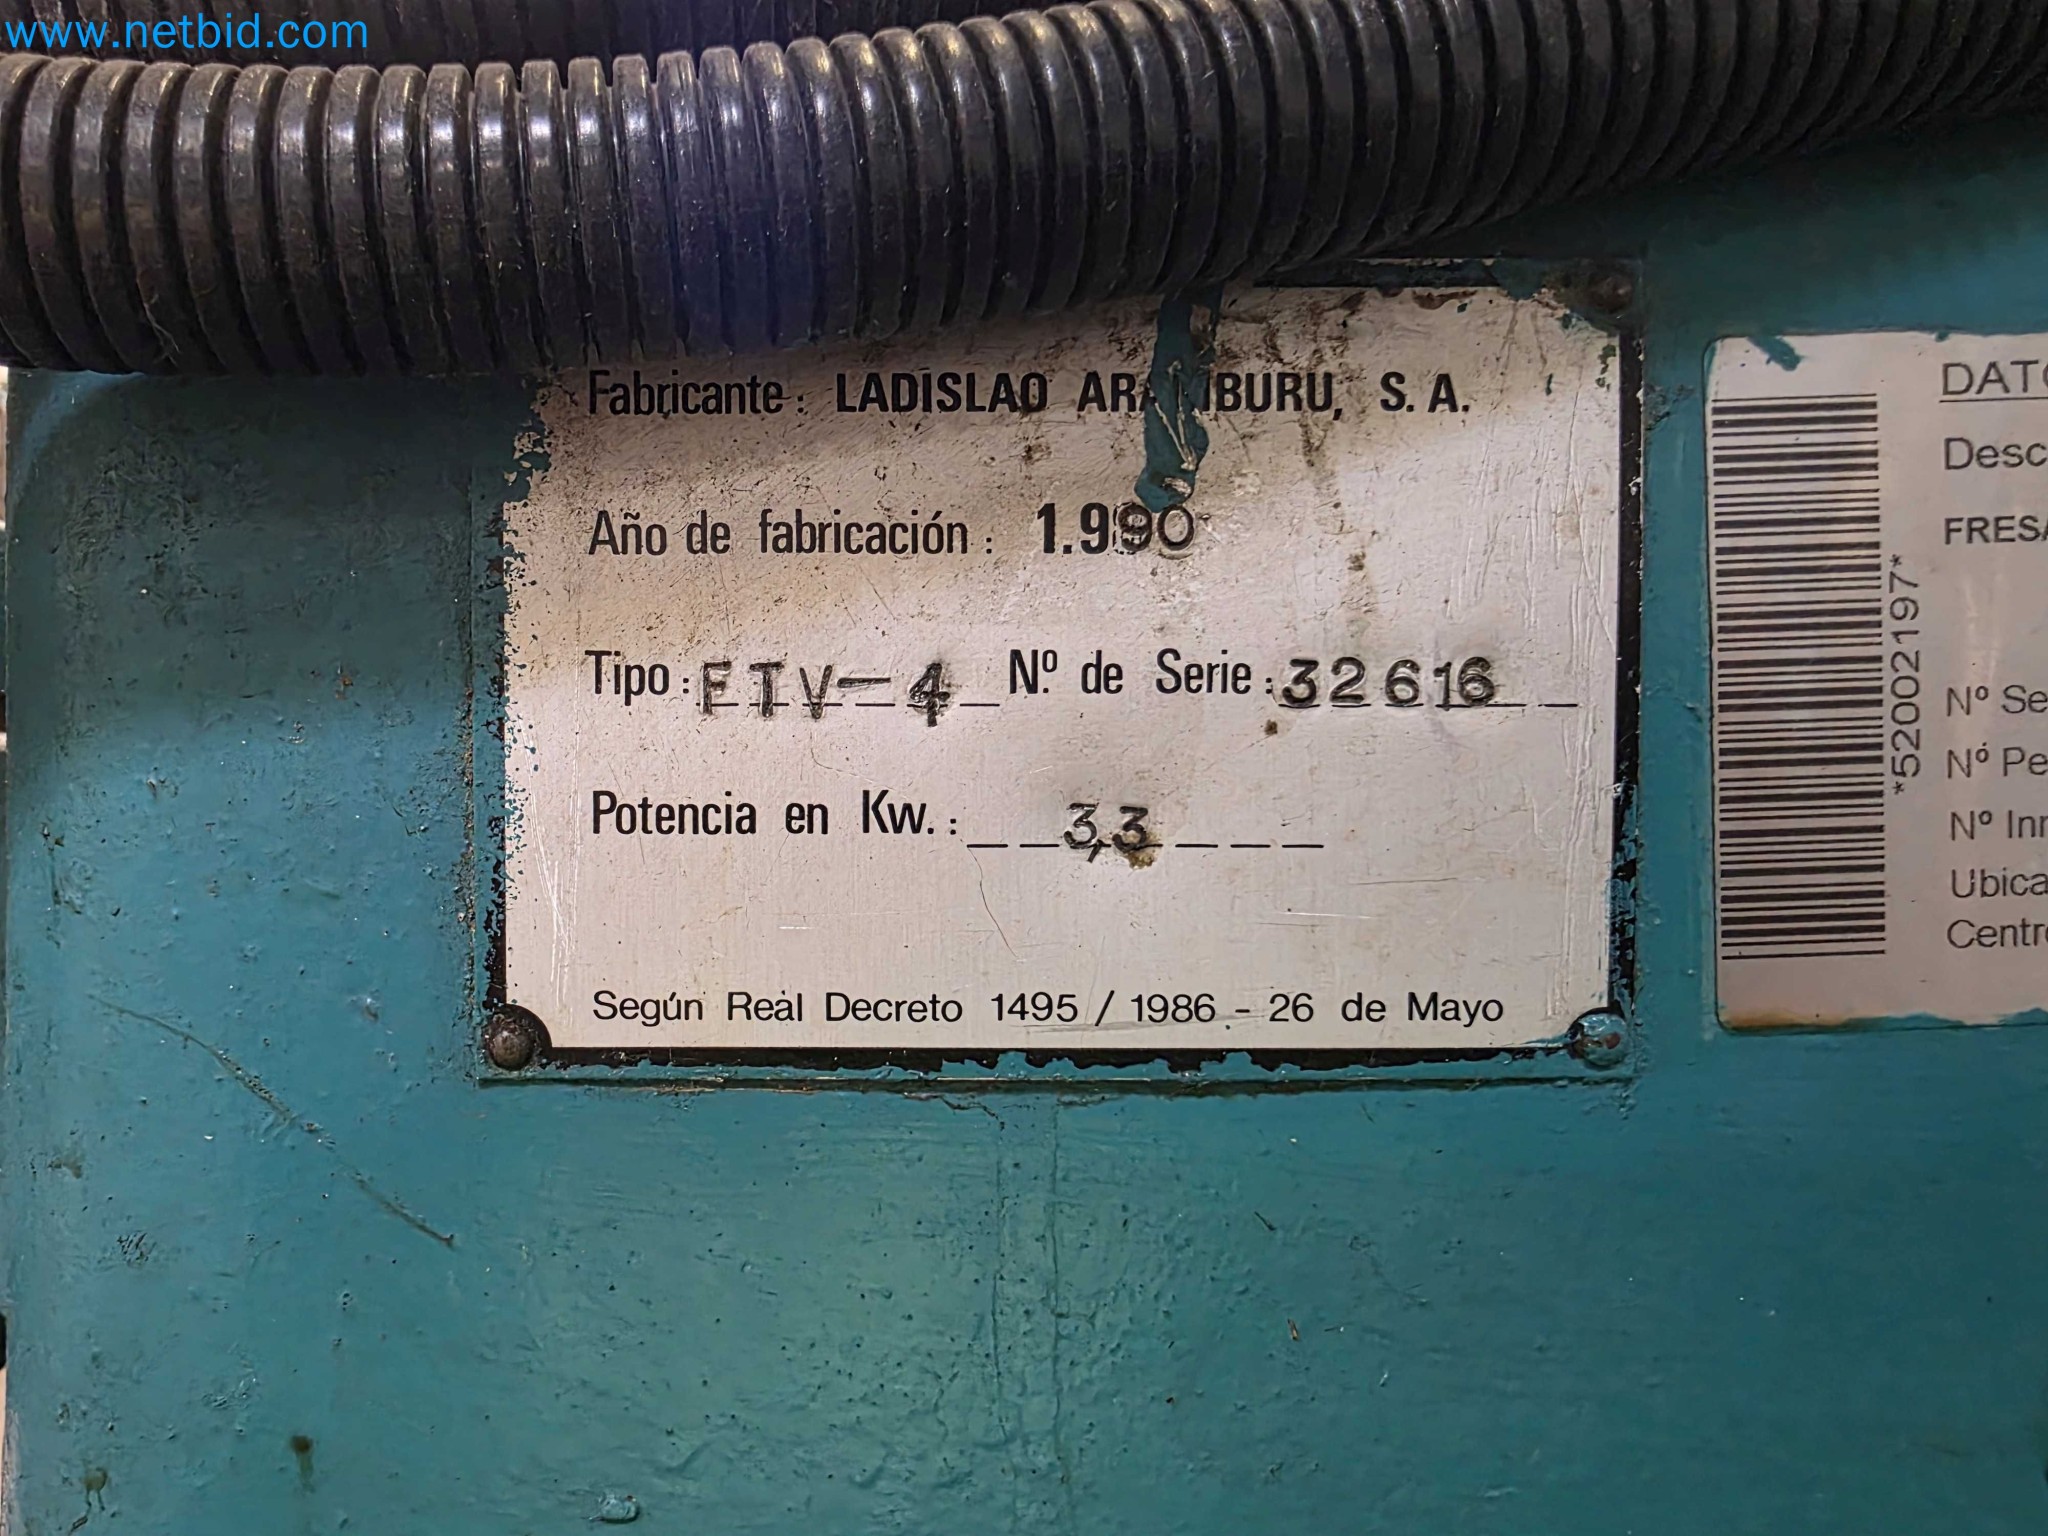 www.netbid.com
Fabricante: LADISLAO ARAMBURU, S. A.
Año de fabricación: 1.990
Tipo: FTV-4 Nº de Serie: 32616
Potencia en Kw.: 3,3
Según Real Decreto 1495 / 1986 - 26 de Mayo
*52002197*
DATO
Desc
FRESA
Nº Se
Nº Pe
Nº Inn
Ubica
Centro